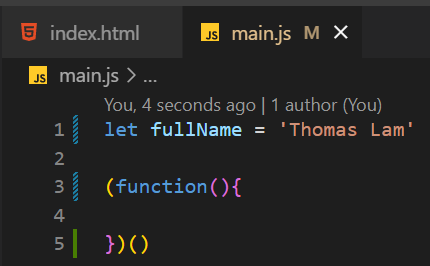 index.html
main.js M
JS main.js > ...
You, 4 seconds ago | 1 author (You)
1 let fullName = 'Thomas Lam'
2
3 (function(){
4
5 })()